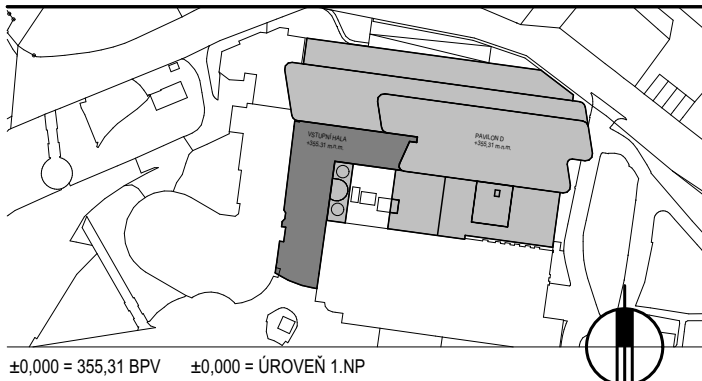 VSTUPNÍ HALA
+355,31 m.n.m.
PAVILON D
+355,31 m.n.m.
±0,000 = 355,31 BPV ±0,000 = ÚROVEŇ 1.NP